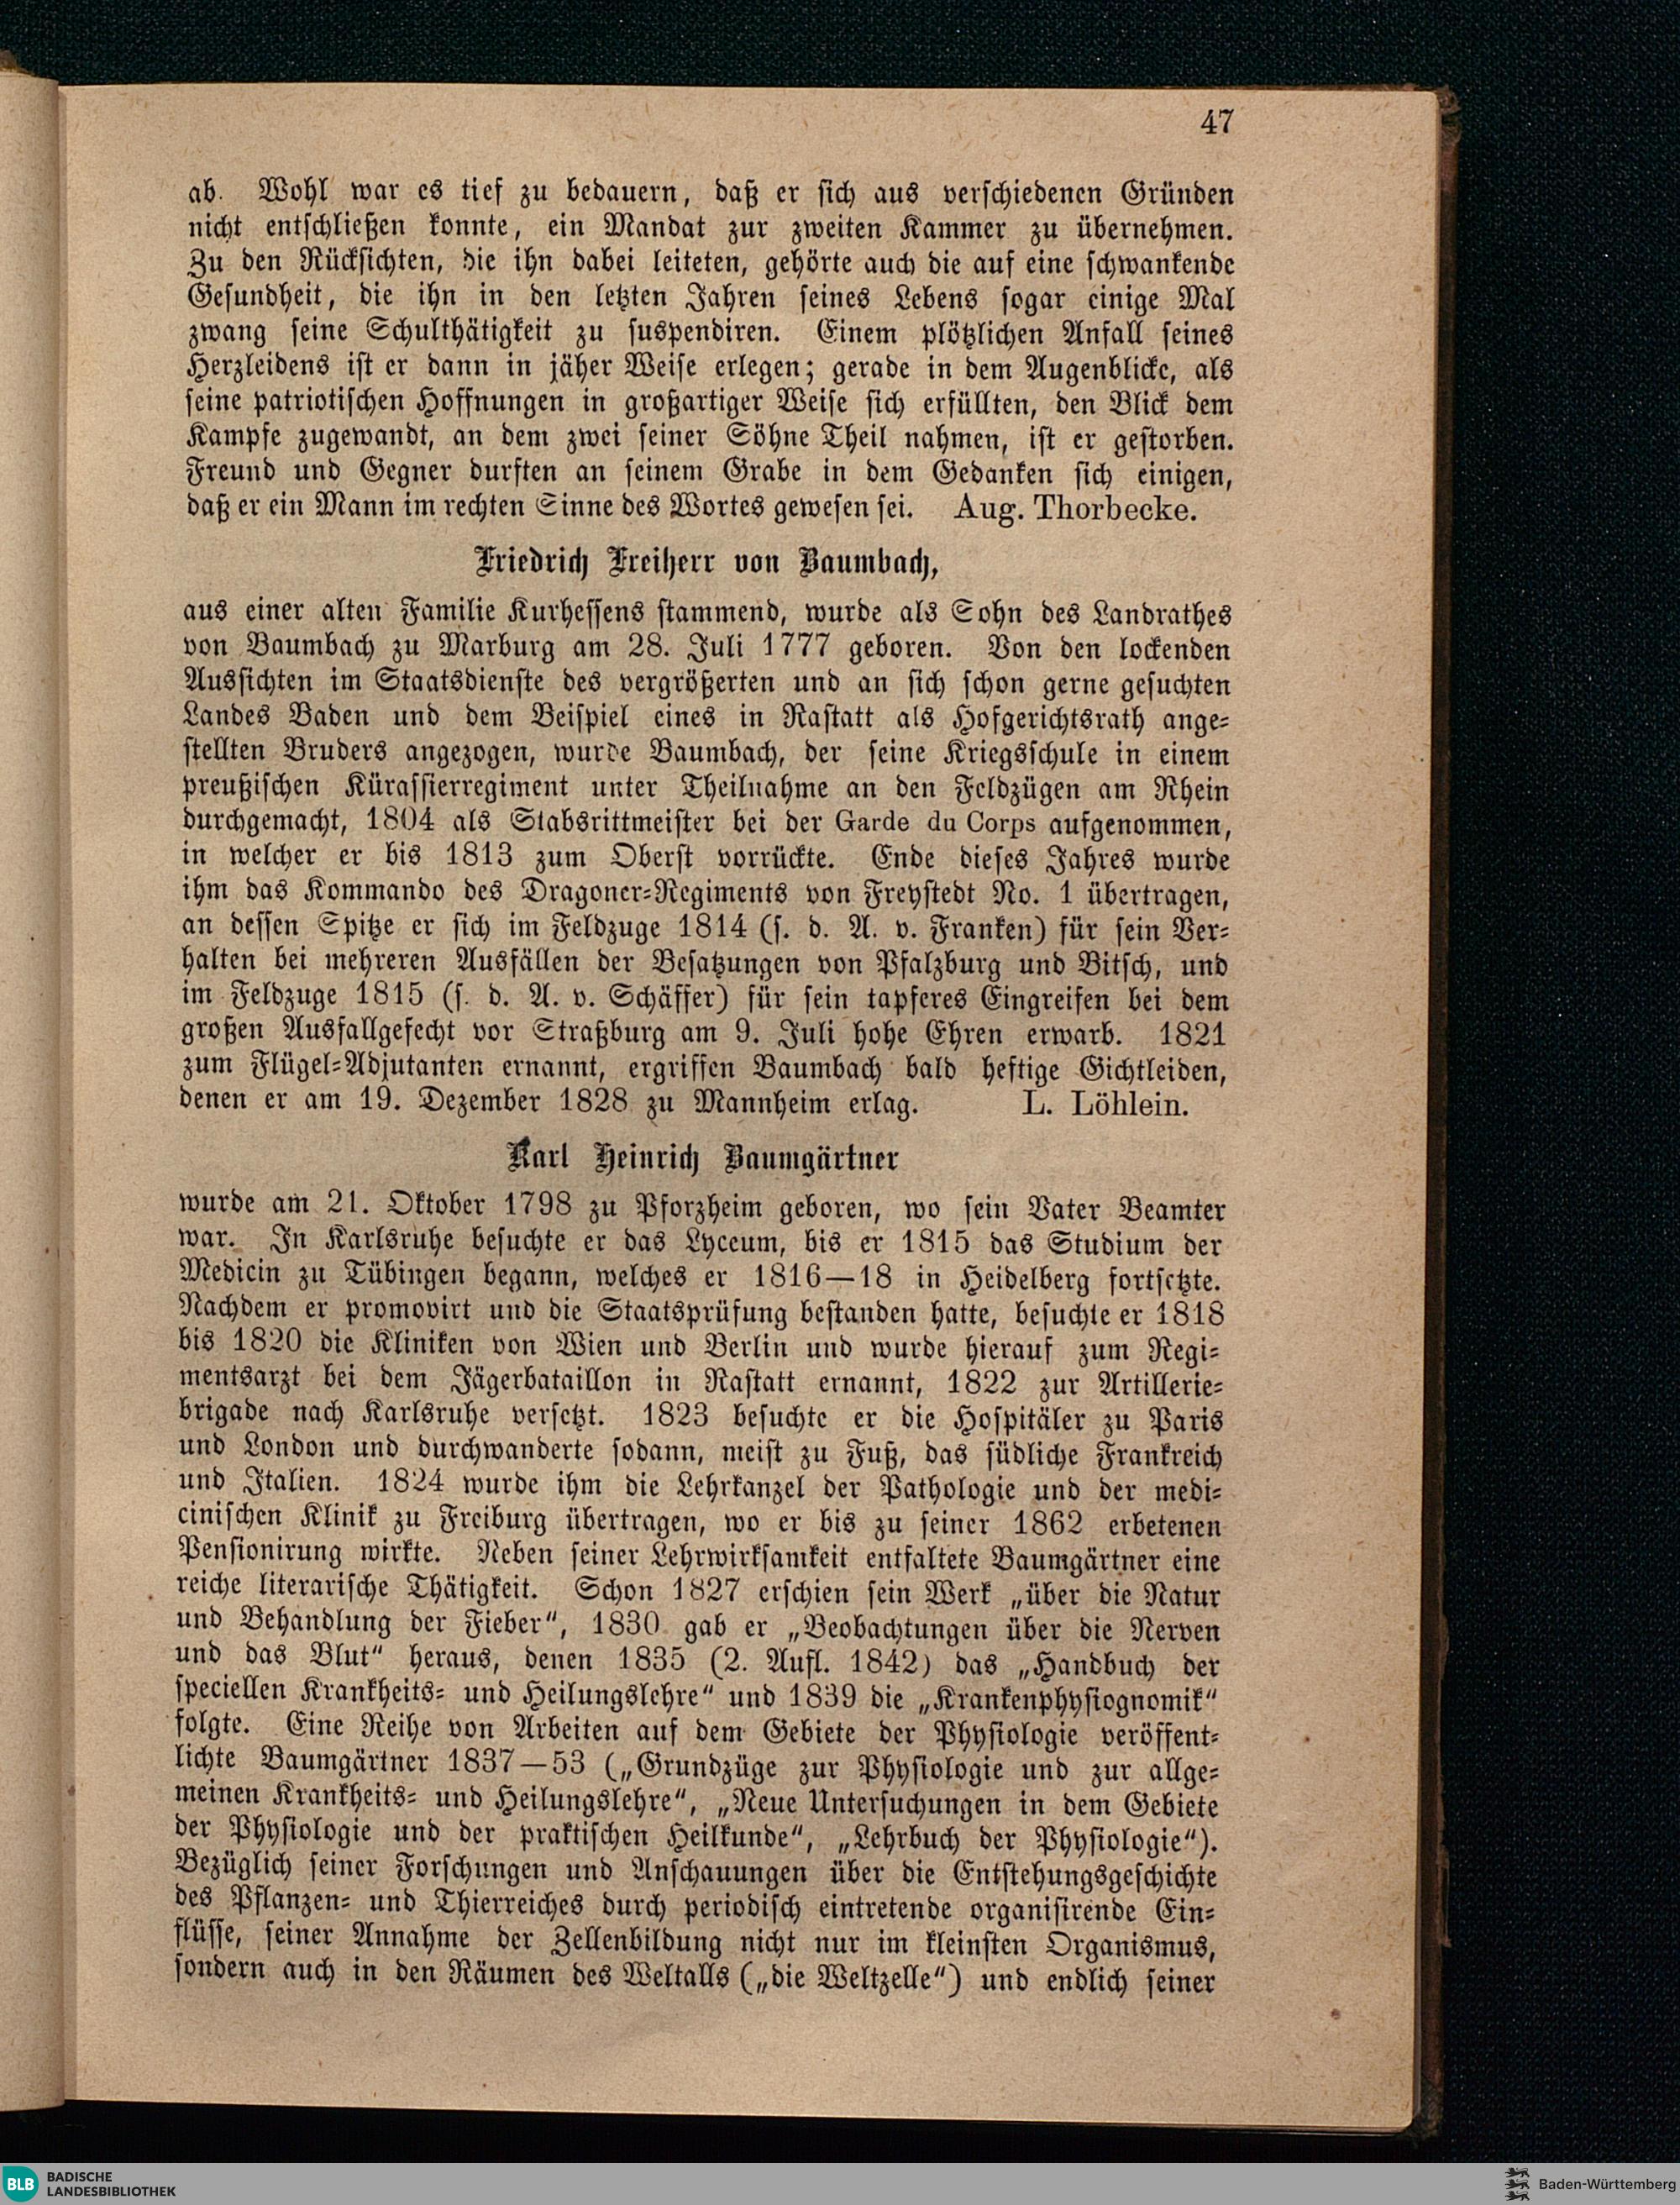 47
ab. Wohl war es tief zu bedauern, daß er sich aus verschiedenen Gründen
nicht entschließen konnte, ein Mandat zur zweiten Kammer zu übernehmen.
Zu den Rücksichten, die ihn dabei leiteten, gehörte auch die auf eine schwankende
Gesundheit, die ihn in den letzten Jahren seines Lebens sogar einige Mal
zwang seine Schulthätigkeit zu suspendiren. Einem plötzlichen Anfall seines
Herzleidens ist er dann in jäher Weise erlegen; gerade in dem Augenblicke, als
seine patriotischen Hoffnungen in großartiger Weise sich erfüllten, den Blick dem
Kampfe zugewandt, an dem zwei seiner Söhne Theil nahmen, ist er gestorben.
Freund und Gegner durften an seinem Grabe in dem Gedanken sich einigen,
daß er ein Mann im rechten Sinne des Wortes gewesen sei. Aug. Thorbecke.
Friedrich Freiherr von Baumbach,
aus einer alten Familie Kurhessens stammend, wurde als Sohn des Landrathes
von Baumbach zu Marburg am 28. Juli 1777 geboren. Von den lockenden
Aussichten im Staatsdienste des vergrößerten und an sich schon gerne gesuchten
Landes Baden und dem Beispiel eines in Rastatt als Hofgerichtsrath ange-
stellten Bruders angezogen, wurde Baumbach, der seine Kriegsschule in einem
preußischen Kürassierregiment unter Theilnahme an den Feldzügen am Rhein
durchgemacht, 1804 als Stabsrittmeister bei der Garde du Corps aufgenommen,
in welcher er bis 1813 zum Oberst vorrückte. Ende dieses Jahres wurde
ihm das Kommando des Dragoner-Regiments von Freystedt No. 1 übertragen,
an dessen Spitze er sich im Feldzuge 1814 (s. d. A. v. Franken) für sein Ver-
halten bei mehreren Ausfällen der Besatzungen von Pfalzburg und Bitsch, und
im Feldzuge 1815 (s. d. A. v. Schäffer) für sein tapferes Eingreifen bei dem
großen Ausfallgefecht vor Straßburg am 9. Juli hohe Ehren erwarb. 1821
zum Flügel-Adjutanten ernannt, ergriffen Baumbach bald heftige Gichtleiden,
denen er am 19. Dezember 1828 zu Mannheim erlag. L. Löhlein.
Karl Heinrich Baumgärtner
wurde am 21. Oktober 1798 zu Pforzheim geboren, wo sein Vater Beamter
war. In Karlsruhe besuchte er das Lyceum, bis er 1815 das Studium der
Medicin zu Tübingen begann, welches er 1816—18 in Heidelberg fortsetzte.
Nachdem er promovirt und die Staatsprüfung bestanden hatte, besuchte er 1818
bis 1820 die Kliniken von Wien und Berlin und wurde hierauf zum Regi-
mentsarzt bei dem Jägerbataillon in Rastatt ernannt, 1822 zur Artillerie-
brigade nach Karlsruhe versetzt. 1823 besuchte er die Hospitäler zu Paris
und London und durchwanderte sodann, meist zu Fuß, das südliche Frankreich
und Italien. 1824 wurde ihm die Lehrkanzel der Pathologie und der medi-
cinischen Klinik zu Freiburg übertragen, wo er bis zu seiner 1862 erbetenen
Pensionirung wirkte. Neben seiner Lehrwirksamkeit entfaltete Baumgärtner eine
reiche literarische Thätigkeit. Schon 1827 erschien sein Werk „über die Natur
und Behandlung der Fieber“, 1830 gab er „Beobachtungen über die Nerven
und das Blut“ heraus, denen 1835 (2. Aufl. 1842) das „Handbuch der
speciellen Krankheits- und Heilungslehre“ und 1839 die „Krankenphysiognomik“
folgte. Eine Reihe von Arbeiten auf dem Gebiete der Physiologie veröffent-
lichte Baumgärtner 1837—53 („Grundzüge zur Physiologie und zur allge-
meinen Krankheits- und Heilungslehre“, „Neue Untersuchungen in dem Gebiete
der Physiologie und der praktischen Heilkunde“, „Lehrbuch der Physiologie“).
Bezüglich seiner Forschungen und Anschauungen über die Entstehungsgeschichte
des Pflanzen- und Thierreiches durch periodisch eintretende organisirende Ein-
flüsse, seiner Annahme der Zellenbildung nicht nur im kleinsten Organismus,
sondern auch in den Räumen des Weltalls („die Weltzelle“) und endlich seiner
BLB BADISCHE
LANDESBIBLIOTHEK
Baden-Württemberg